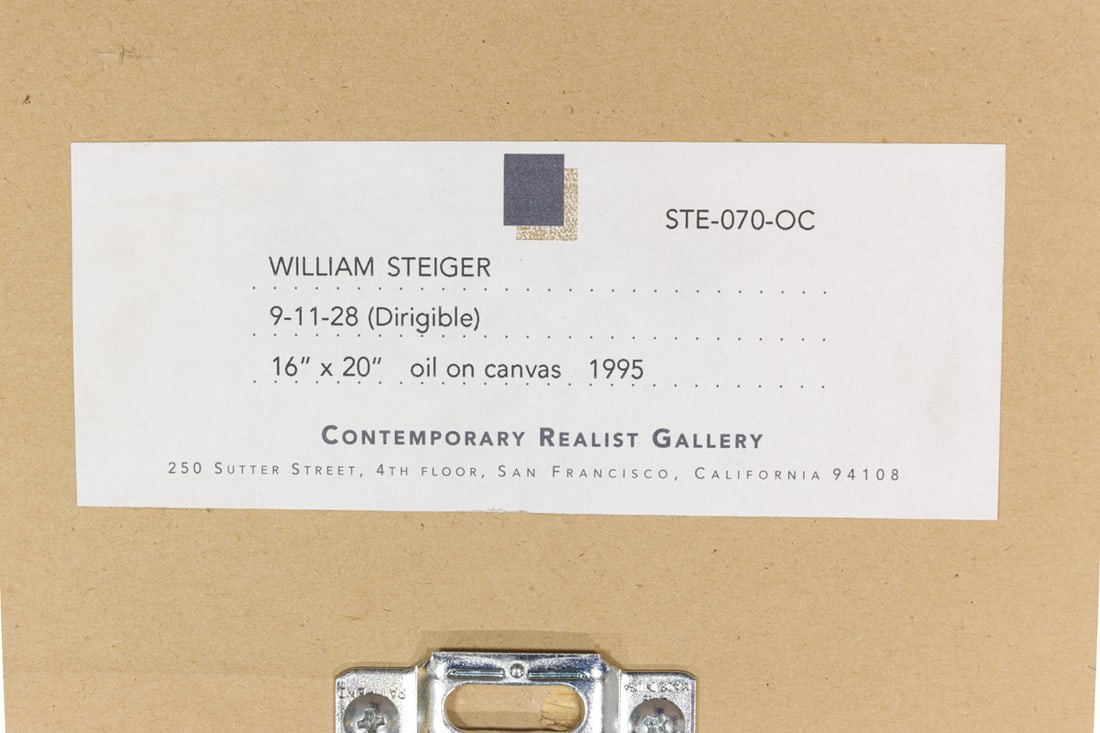 STE-070-OC
WILLIAM STEIGER
9-11-28 (Dirigible)
16" x 20" oil on canvas 1995
CONTEMPORARY REALIST GALLERY
250 SUTTER STREET, 4TH FLOOR, SAN FRANCISCO, CALIFORNIA 94108